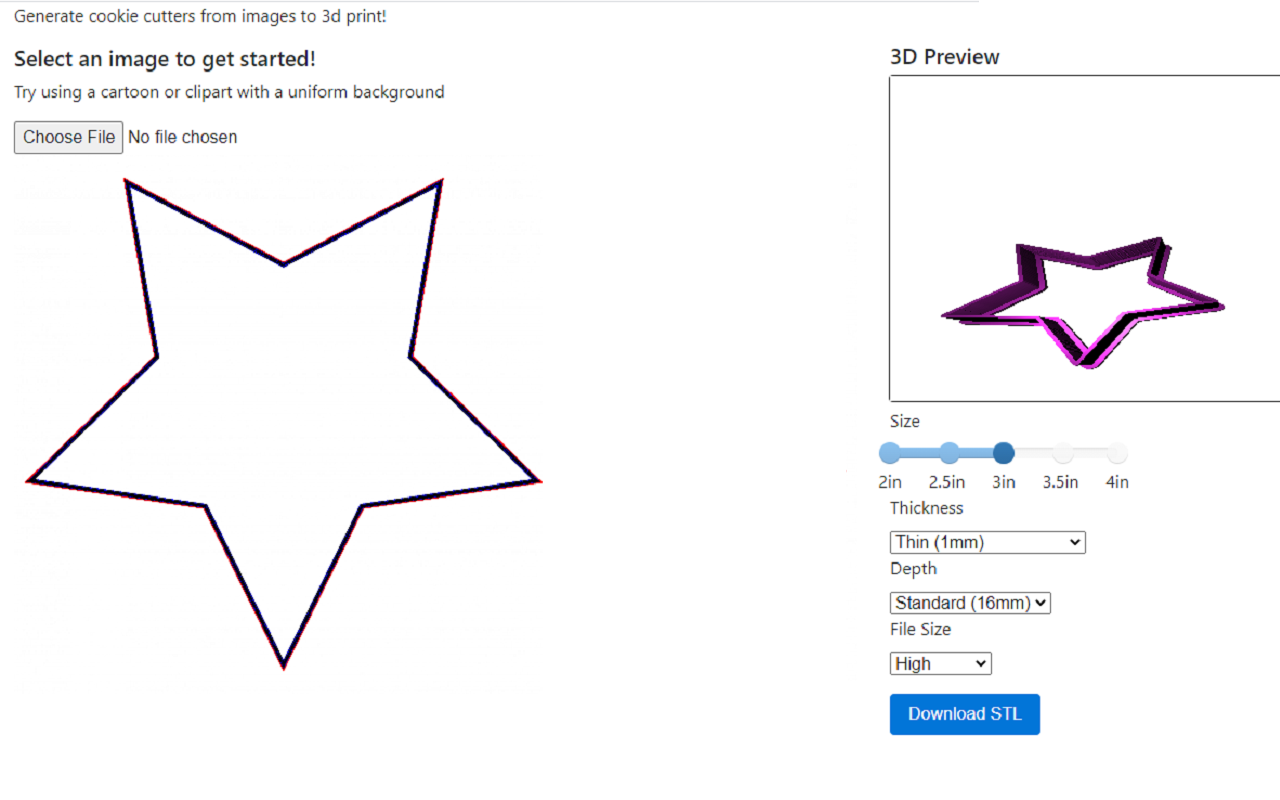 Generate cookie cutters from images to 3d print!
Select an image to get started!
Try using a cartoon or clipart with a uniform background
Choose File No file chosen
3D Preview
Size
2in 2.5in 3in 3.5in 4in
Thickness
Thin (1mm)
Depth
Standard (16mm)
File Size
High
Download STL